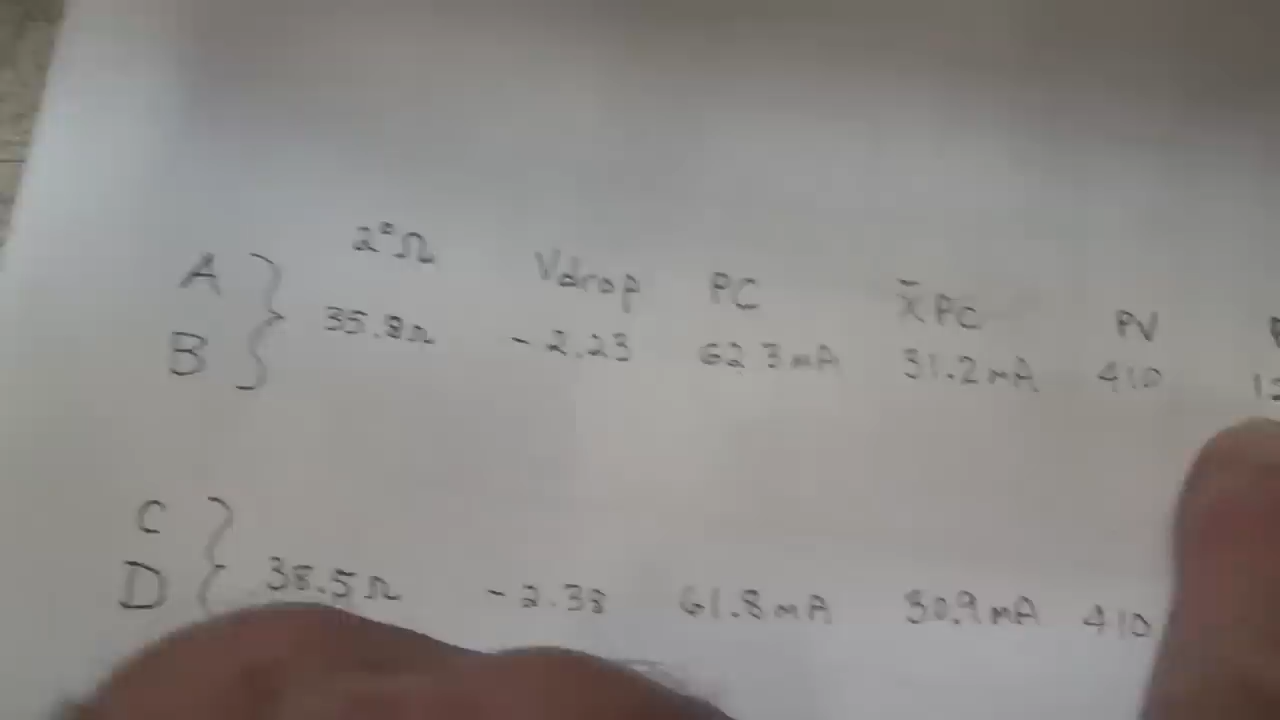 2°Ω Vdrop PC x̄ PC PV
A
35.8Ω -2.23 62.3mA 31.2mA 410
B
C
38.5Ω -2.38 61.8mA 30.9mA 410
D